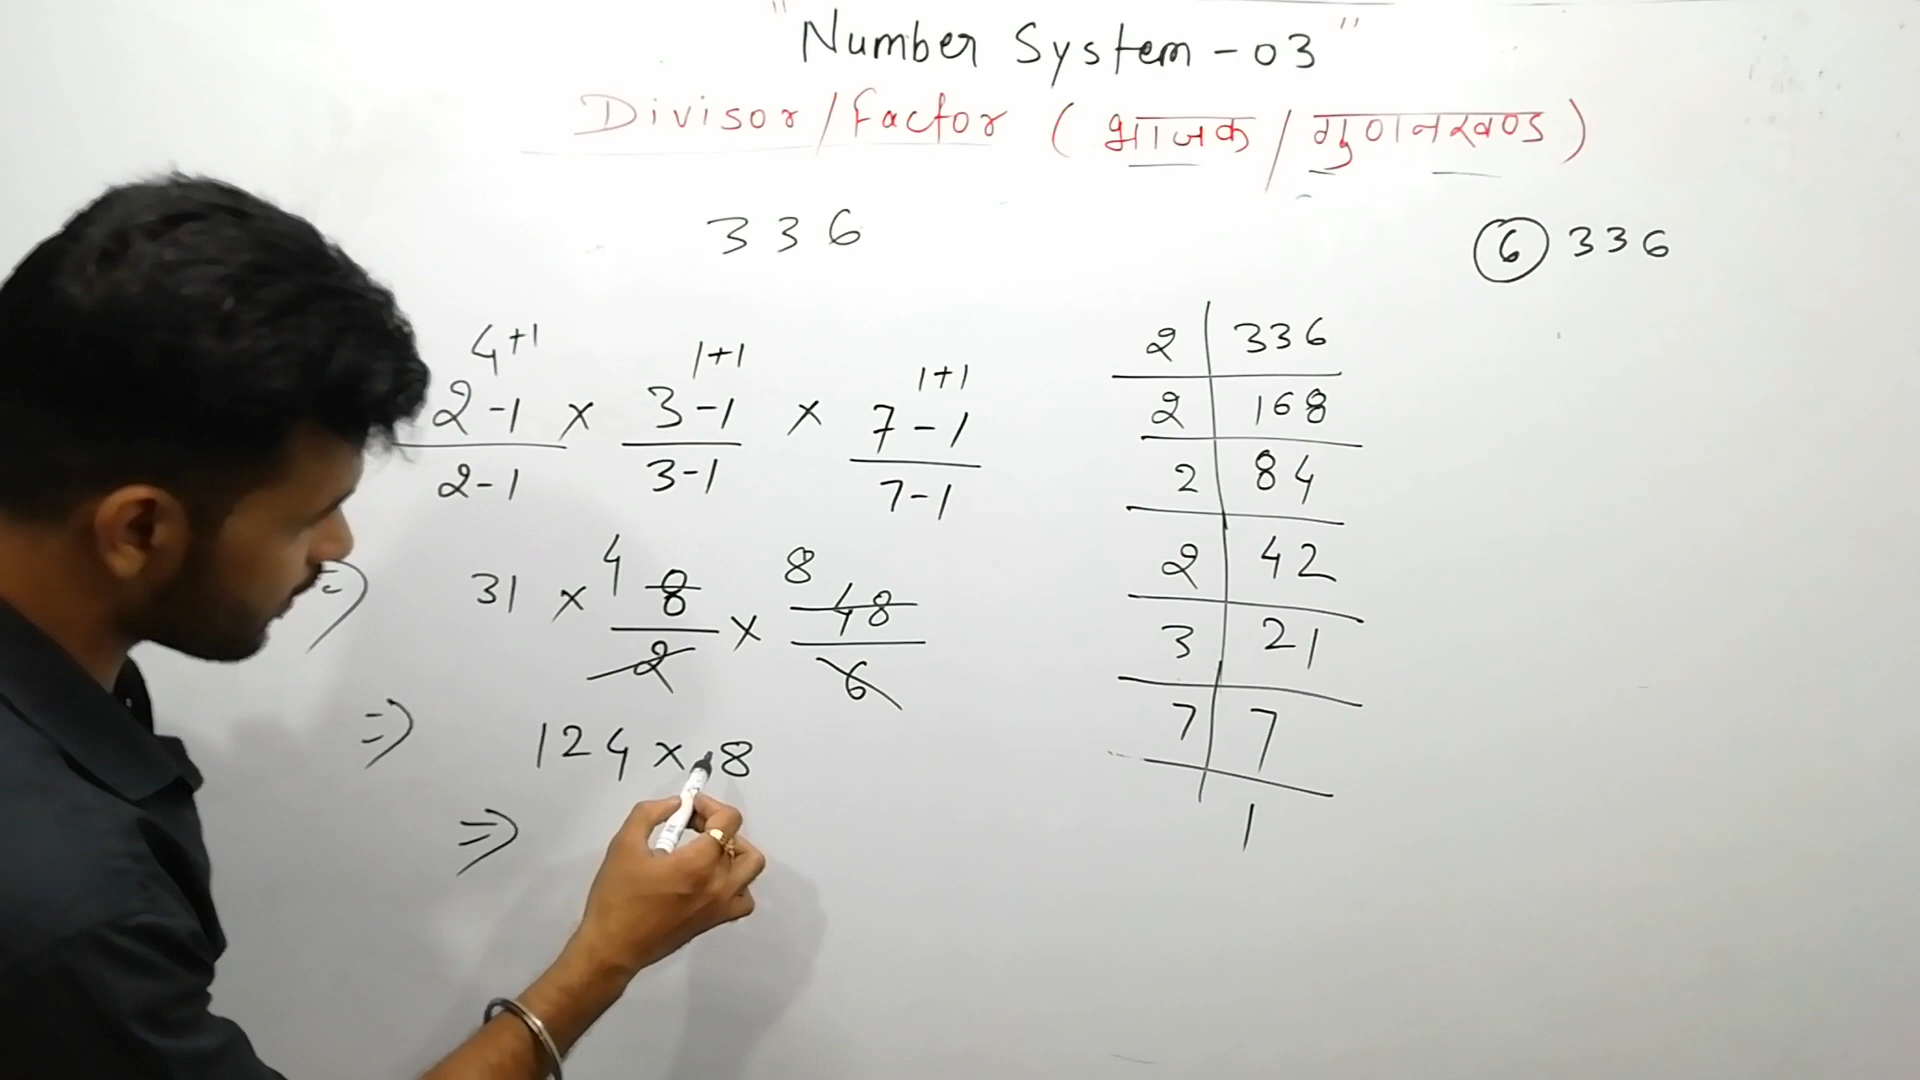 "Number System - 03"
Divisor/Factor (भाजक/गुणनखण्ड)
336
⑥ 336
4+1 1+1 1+1
2-1 × 3-1 × 7-1
2-1 3-1 7-1
⇒ 31 × 4 8 × 8 48
2 6
⇒ 124 × 8
⇒
2 | 336
2 | 168
2 | 84
2 | 42
3 | 21
7 | 7
1